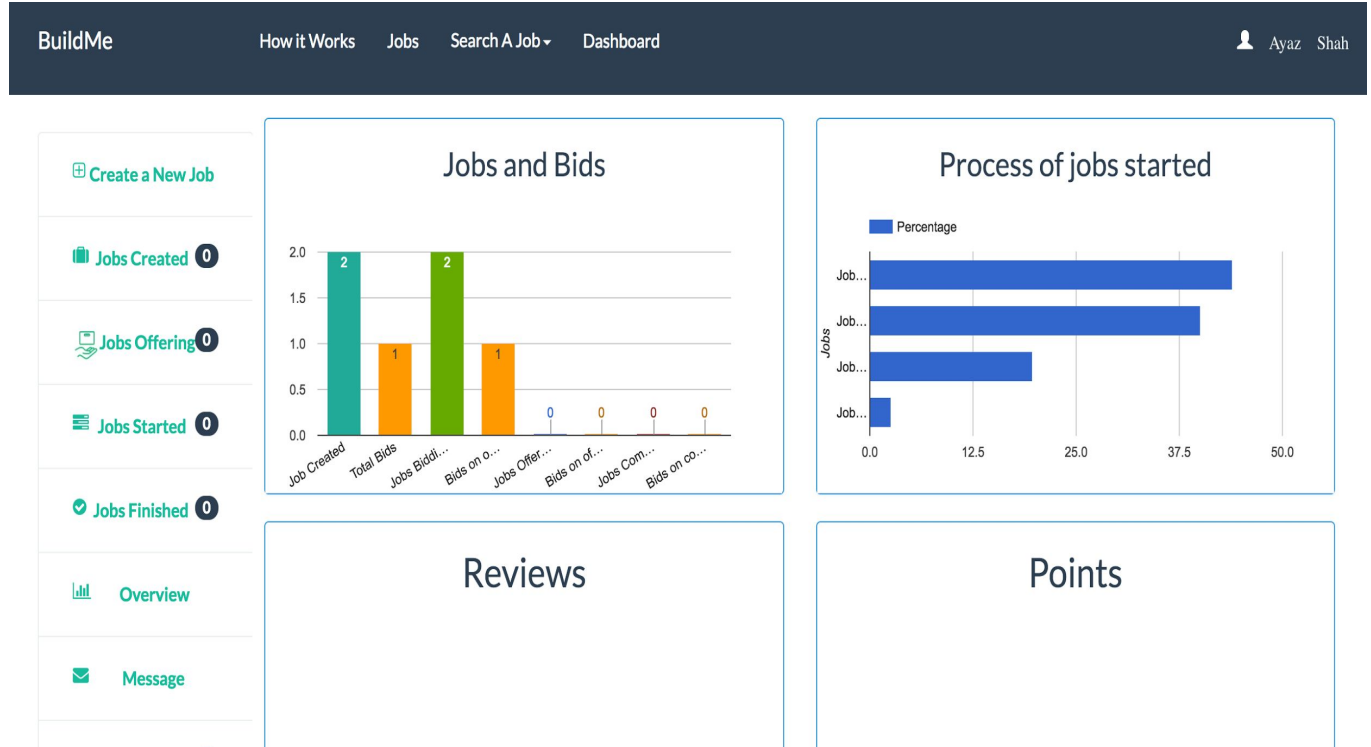 BuildMe How it Works Jobs Search A Job Dashboard Ayaz Shah
Create a New Job
Jobs Created 0
Jobs Offering 0
Jobs Started 0
Jobs Finished 0
Overview
Message
Jobs and Bids
2.0
1.5
1.0
0.5
0.0
2 1 2 1 0 0 0 0
Job Created Total Bids Jobs Biddi... Bids on o... Jobs Offer... Bids on of... Jobs Com... Bids on co...
Process of jobs started
Percentage
Jobs
Job...
Job...
Job...
Job...
0.0 12.5 25.0 37.5 50.0
Reviews
Points